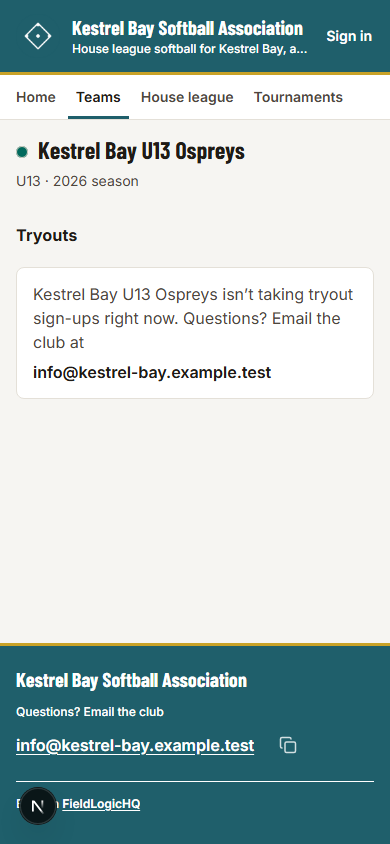 Kestrel Bay Softball Association
House league softball for Kestrel Bay, a...
Sign in
Home Teams House league Tournaments
Kestrel Bay U13 Ospreys
U13 · 2026 season
Tryouts
Kestrel Bay U13 Ospreys isn’t taking tryout
sign-ups right now. Questions? Email the
club at
info@kestrel-bay.example.test
Kestrel Bay Softball Association
Questions? Email the club
info@kestrel-bay.example.test
N
FieldLogicHQ